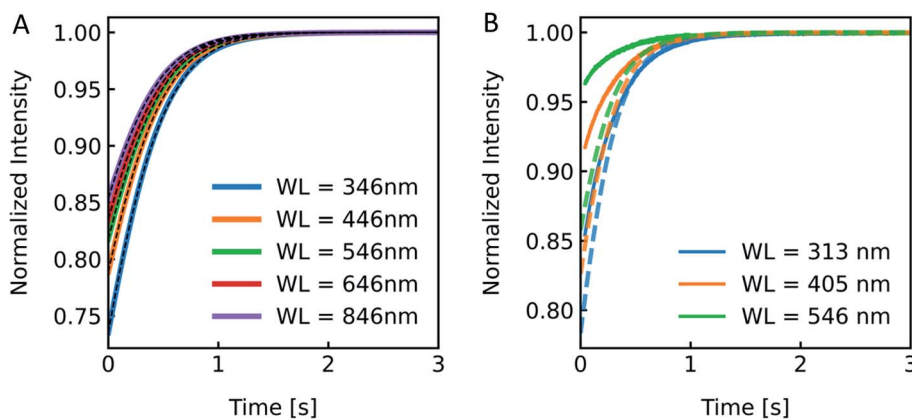 A
Normalized Intensity
1.00
0.95
0.90
0.85
0.80
0.75
WL = 346nm
WL = 446nm
WL = 546nm
WL = 646nm
WL = 846nm
0
1
2
3
Time [s]
B
Normalized Intensity
1.00
0.95
0.90
0.85
0.80
WL = 313 nm
WL = 405 nm
WL = 546 nm
0
1
2
3
Time [s]